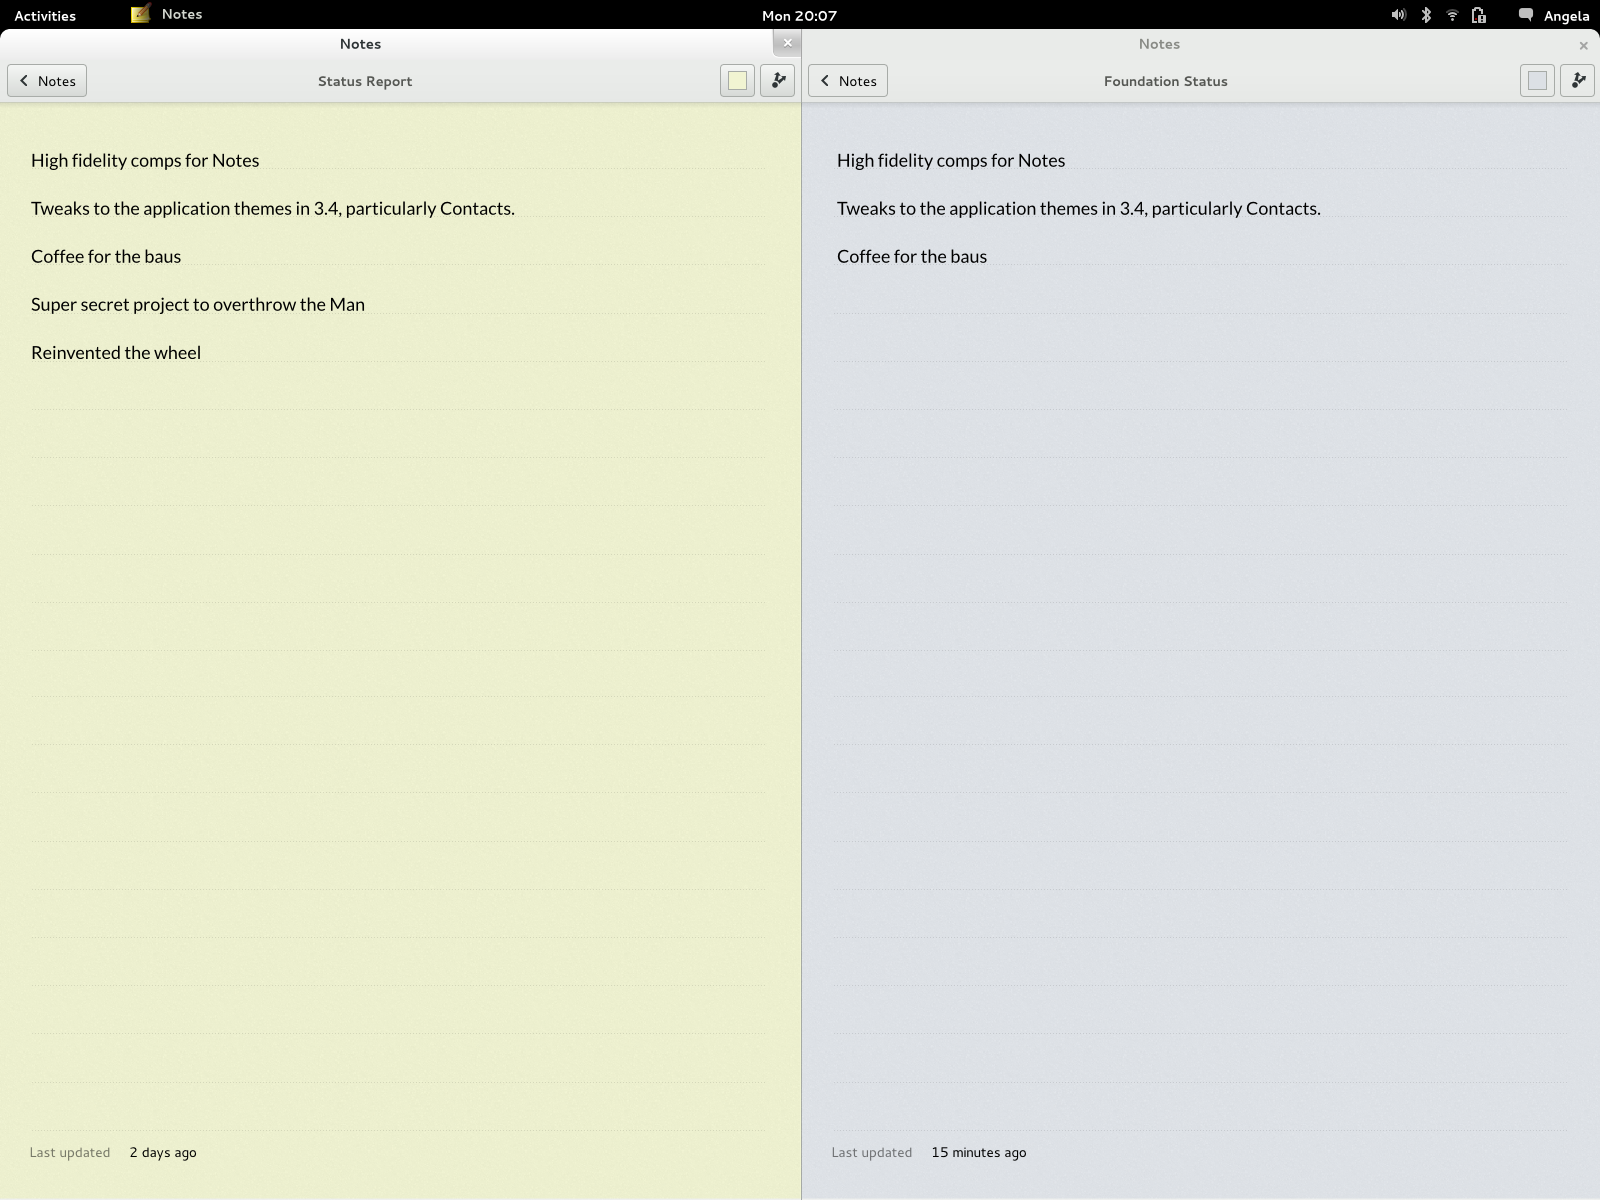 Activities Notes Mon 20:07 Angela
Notes
Notes Status Report
High fidelity comps for Notes
Tweaks to the application themes in 3.4, particularly Contacts.
Coffee for the baus
Super secret project to overthrow the Man
Reinvented the wheel
Last updated 2 days ago
Notes
Notes Foundation Status
High fidelity comps for Notes
Tweaks to the application themes in 3.4, particularly Contacts.
Coffee for the baus
Last updated 15 minutes ago